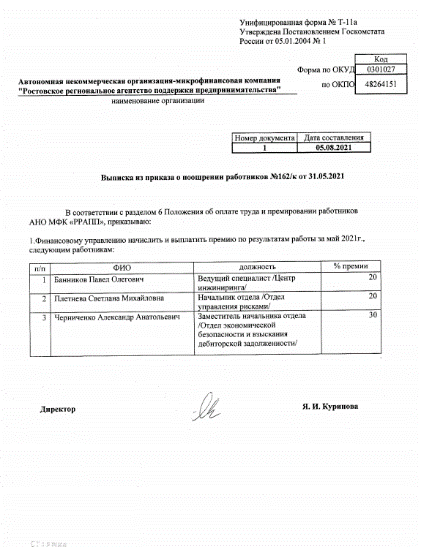 Унифицированная форма № Т-11а
Утверждена Постановлением Госкомстата
России от 05.01.2004 № 1
Код
Форма по ОКУД 0301027
Автономная некоммерческая организация-микрофинансовая компания
"Ростовское региональное агентство поддержки предпринимательства" по ОКПО 48264151
наименование организации
Номер документа Дата составления
1 05.08.2021
Выписка из приказа о поощрении работников №162/к от 31.05.2021
В соответствии с разделом 6 Положения об оплате труда и премировании работников
АНО МФК «РРАПП», приказываю:
1.Финансовому управлению начислить и выплатить премию по результатам работы за май 2021г.,
следующим работникам:
п/п ФИО должность % премии
1 Банников Павел Олегович Ведущий специалист /Центр 20
инжиниринга/
2 Плетнева Светлана Михайловна Начальник отдела /Отдел 20
управления рисками/
3 Черниченко Александр Анатольевич Заместитель начальника отдела 30
/Отдел экономической
безопасности и взыскания
дебиторской задолженности/
Директор Я. И. Куринова